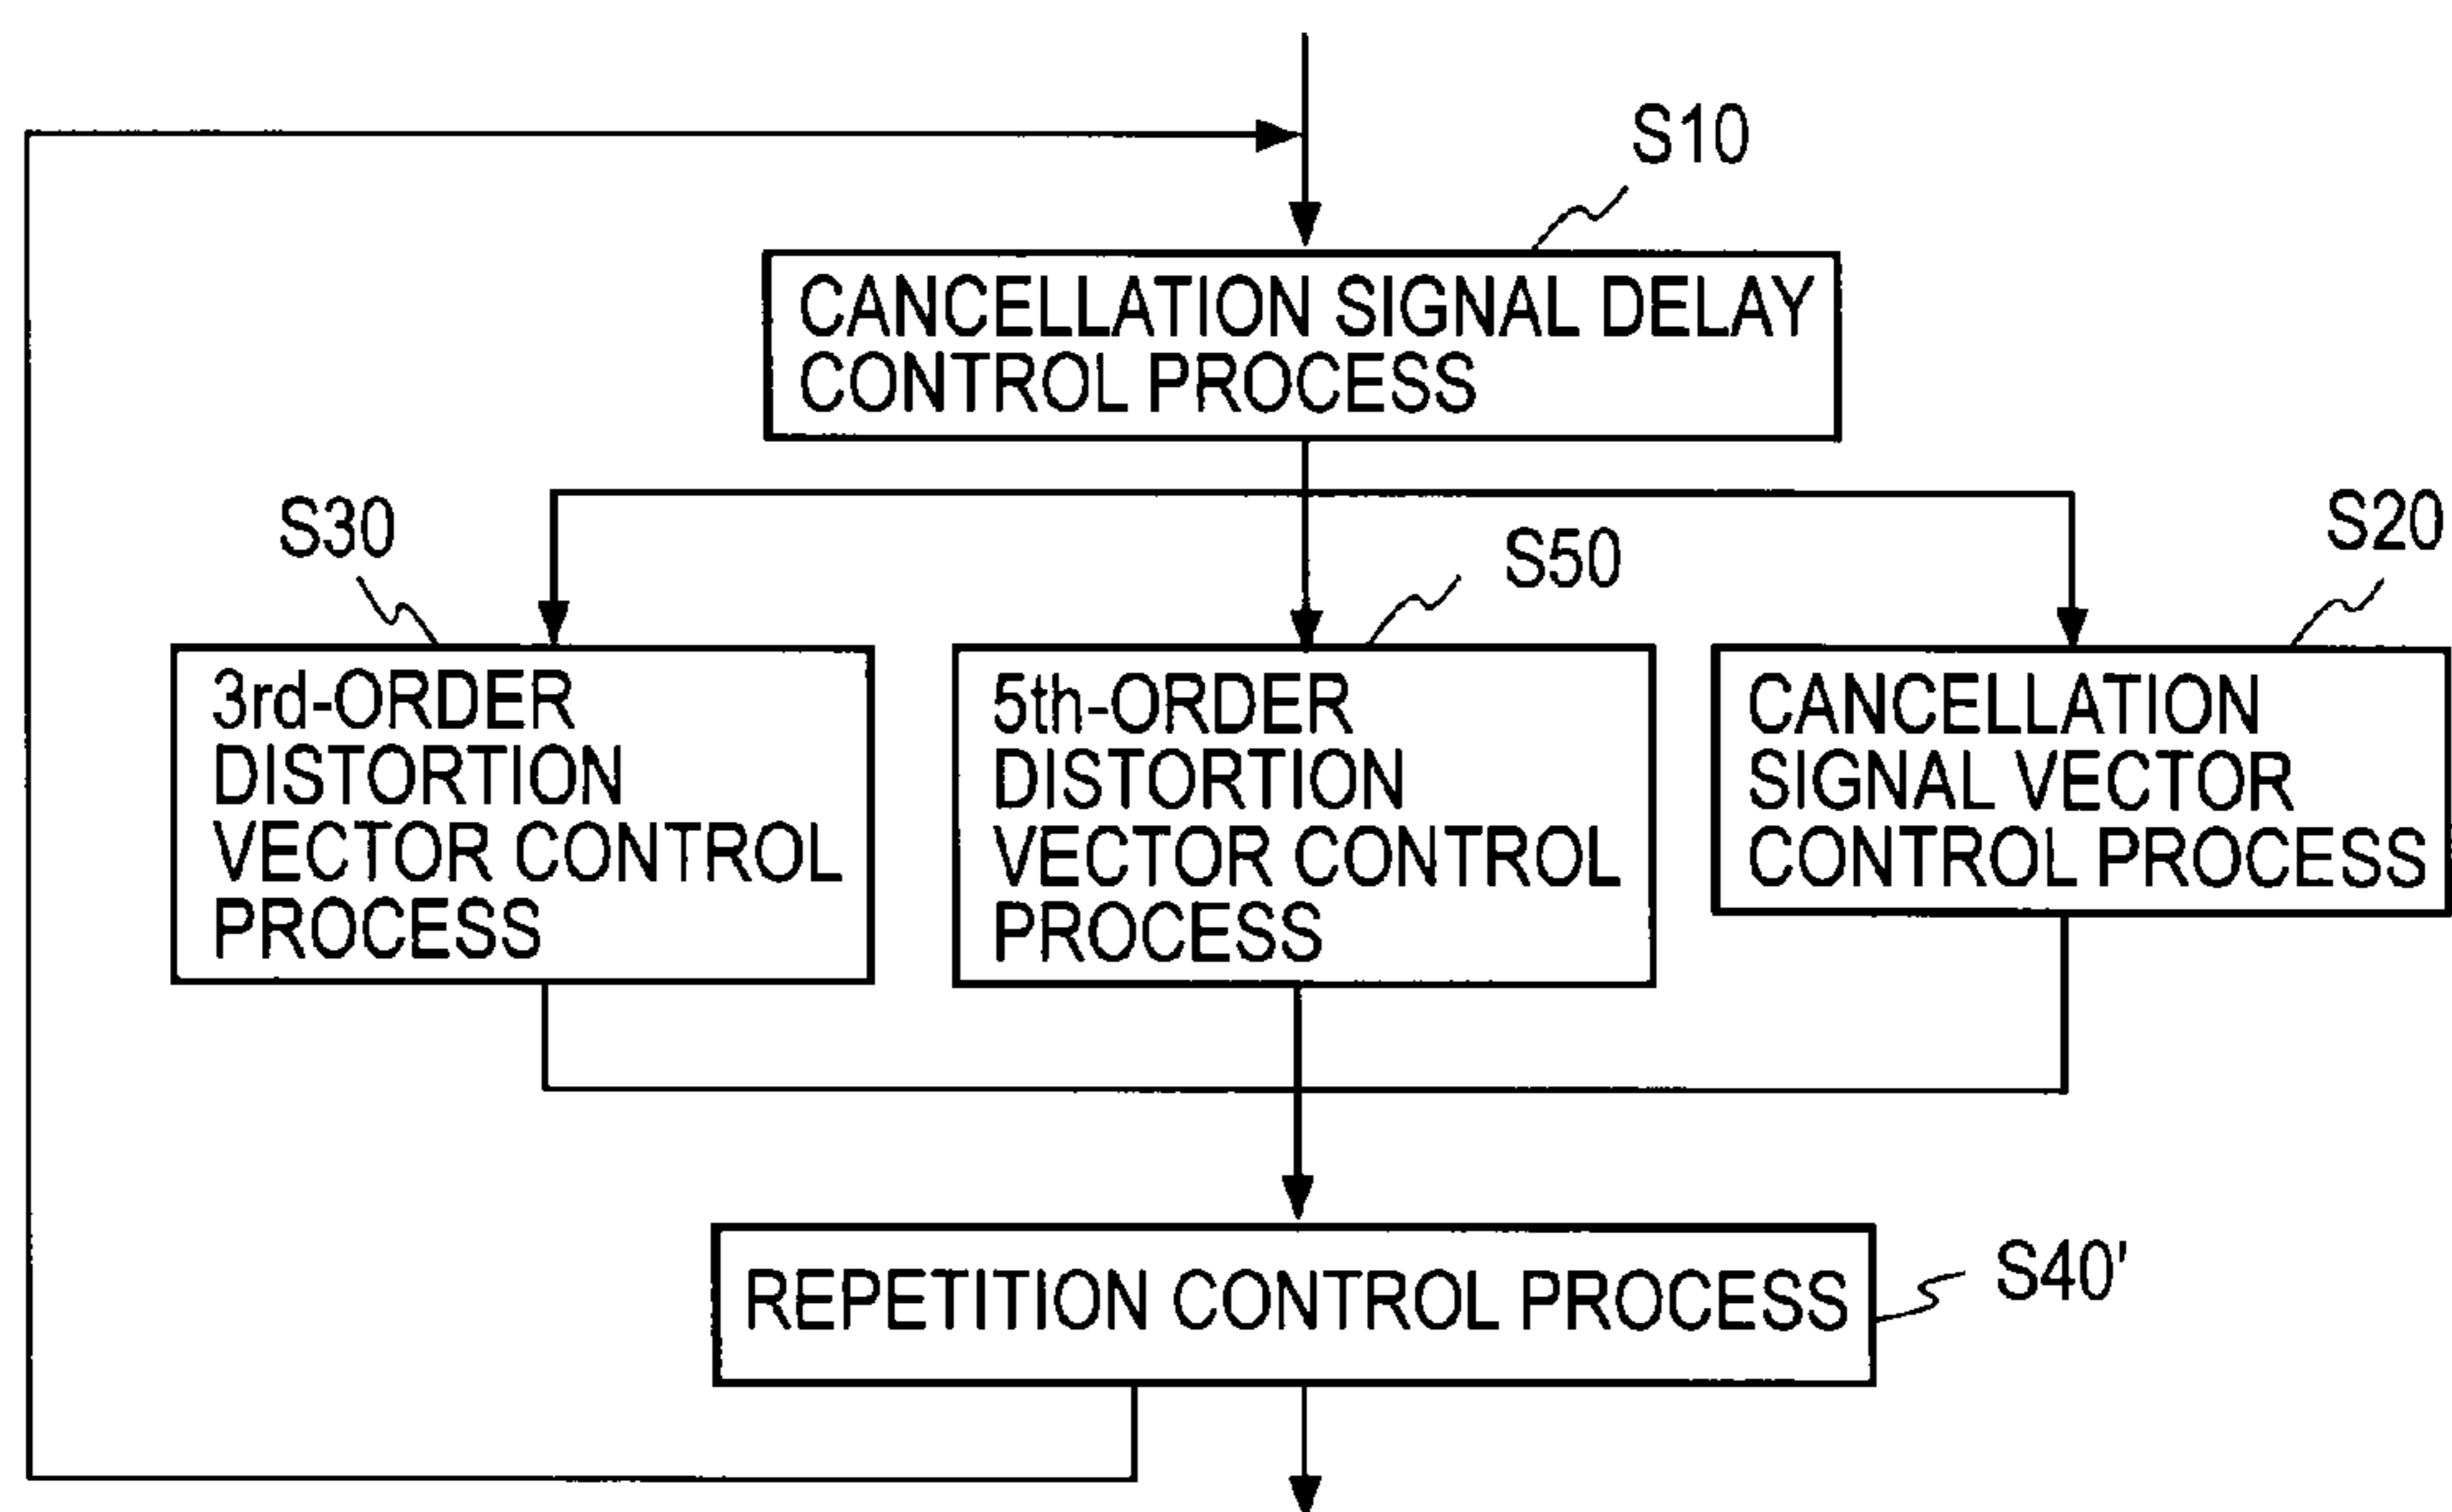 S10
CANCELLATION SIGNAL DELAY
CONTROL PROCESS
S30
3rd-ORDER
DISTORTION
VECTOR CONTROL
PROCESS
S50
5th-ORDER
DISTORTION
VECTOR CONTROL
PROCESS
S20
CANCELLATION
SIGNAL VECTOR
CONTROL PROCESS
REPETITION CONTROL PROCESS
S40'